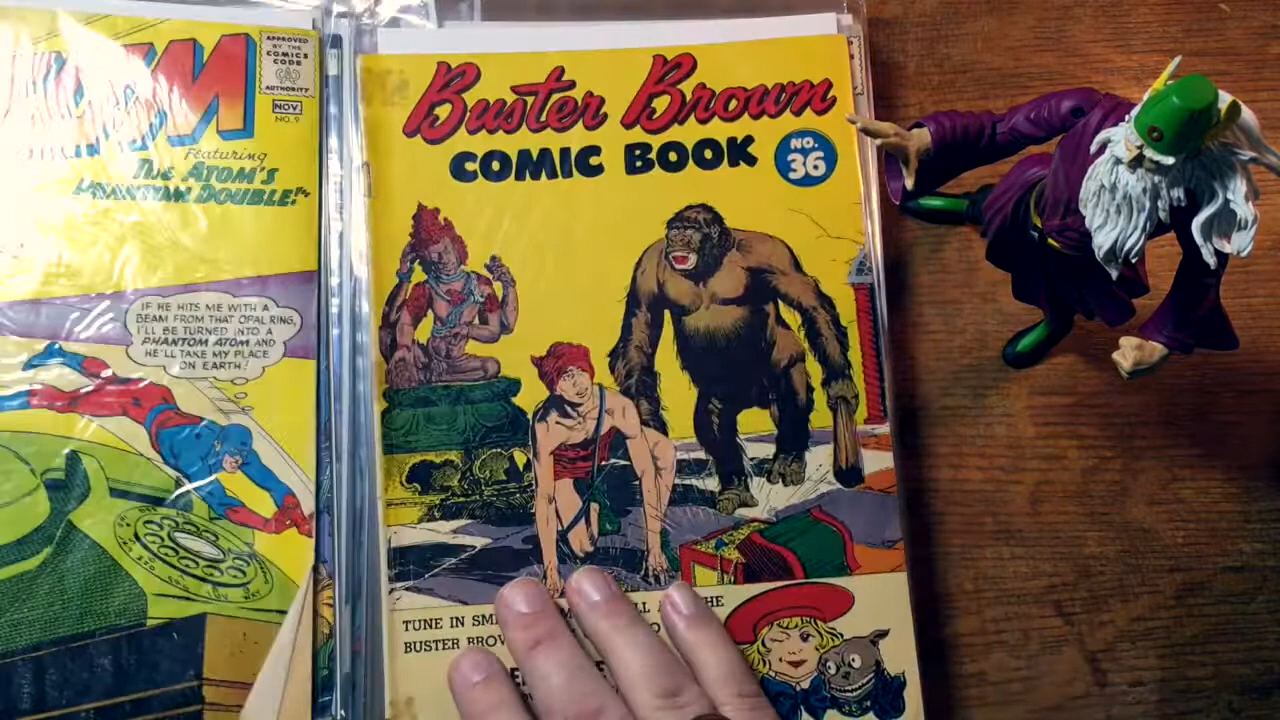 APPROVED
BY THE
COMICS
CODE
CA
AUTHORITY
NOV.
NO. 9
Featuring
THE ATOM'S
PHANTOM DOUBLE!"
IF HE HITS ME WITH A
BEAM FROM THAT OPAL RING,
I'LL BE TURNED INTO A
PHANTOM ATOM AND
HE'LL TAKE MY PLACE
ON EARTH!
Buster Brown
COMIC BOOK
NO.
36
TUNE IN
BUSTER